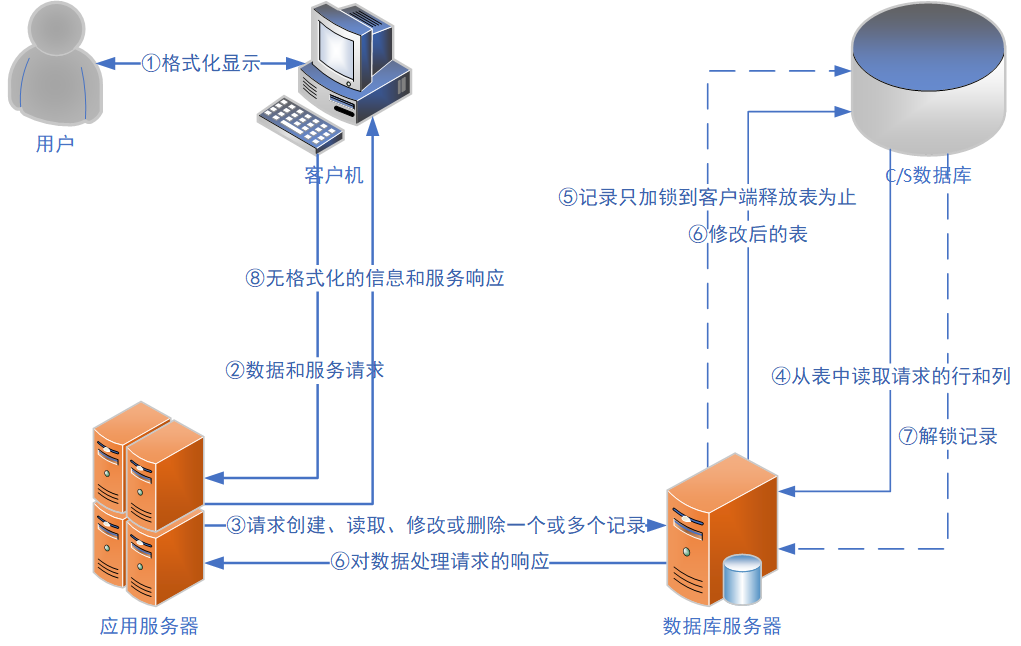 ①格式化显示
用户
客户机
C/S数据库
⑤记录只加锁到客户端释放表为止
⑥修改后的表
⑧无格式化的信息和服务响应
②数据和服务请求
④从表中读取请求的行和列
⑦解锁记录
③请求创建、读取、修改或删除一个或多个记录
⑥对数据处理请求的响应
应用服务器
数据库服务器